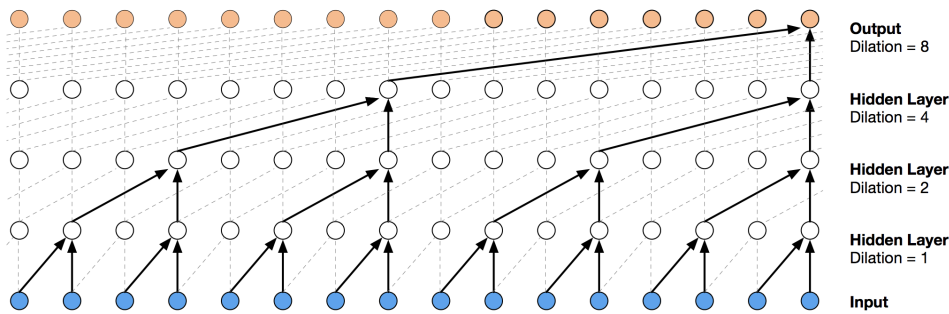 Output
Dilation = 8
Hidden Layer
Dilation = 4
Hidden Layer
Dilation = 2
Hidden Layer
Dilation = 1
Input